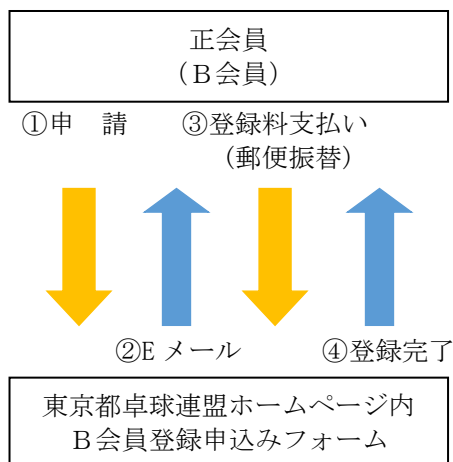 正会員
（Ｂ会員）
①申　請　　③登録料支払い
（郵便振替）
②E メール　　④登録完了
東京都卓球連盟ホームページ内
Ｂ会員登録申込みフォーム